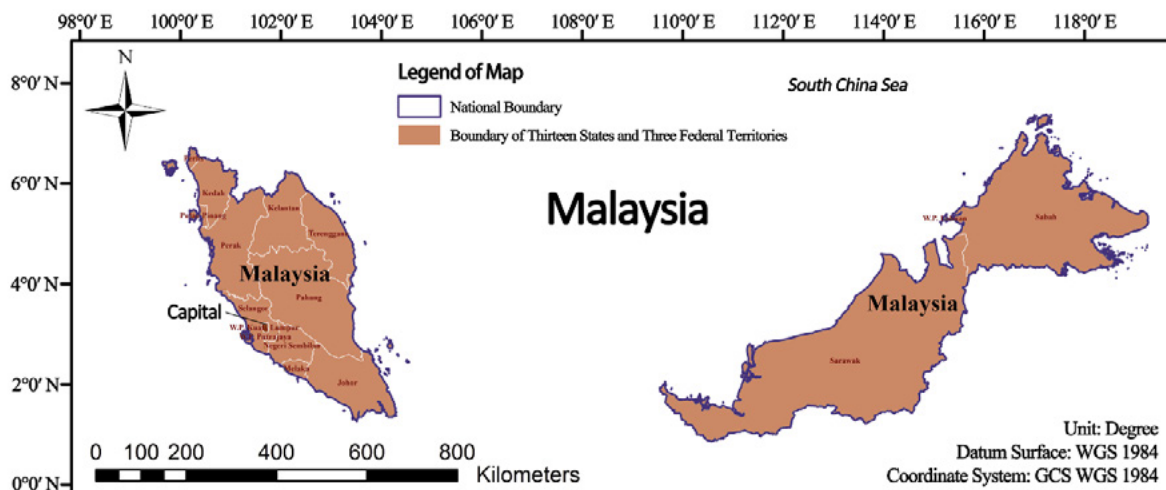 98°0' E 100°0'E 102°0'E 104°0'E 110°0'E 112°0'E 114°0'E 116°0'E 118°0'E
N
8°0' N
6°0' N
4°0' N
2°0' N
0°0' N
Legend of Map
National Boundary
Boundary of Thirteen States and Three Federal Territories
South China Sea
Malaysia
Perlis
Kedah
Pulau Pinang
Kelantan
Terengganu
Perak
Malaysia
Pahang
Capital
Selangor
W.P. Kuala Lumpur
W.P. Putrajaya
Negeri Sembilan
Melaka
Johor
W.P. Labuan
Sabah
Malaysia
Sarawak
0 100 200 400 600 800
Kilometers
Unit: Degree
Datum Surface: WGS 1984
Coordinate System: GCS WGS 1984